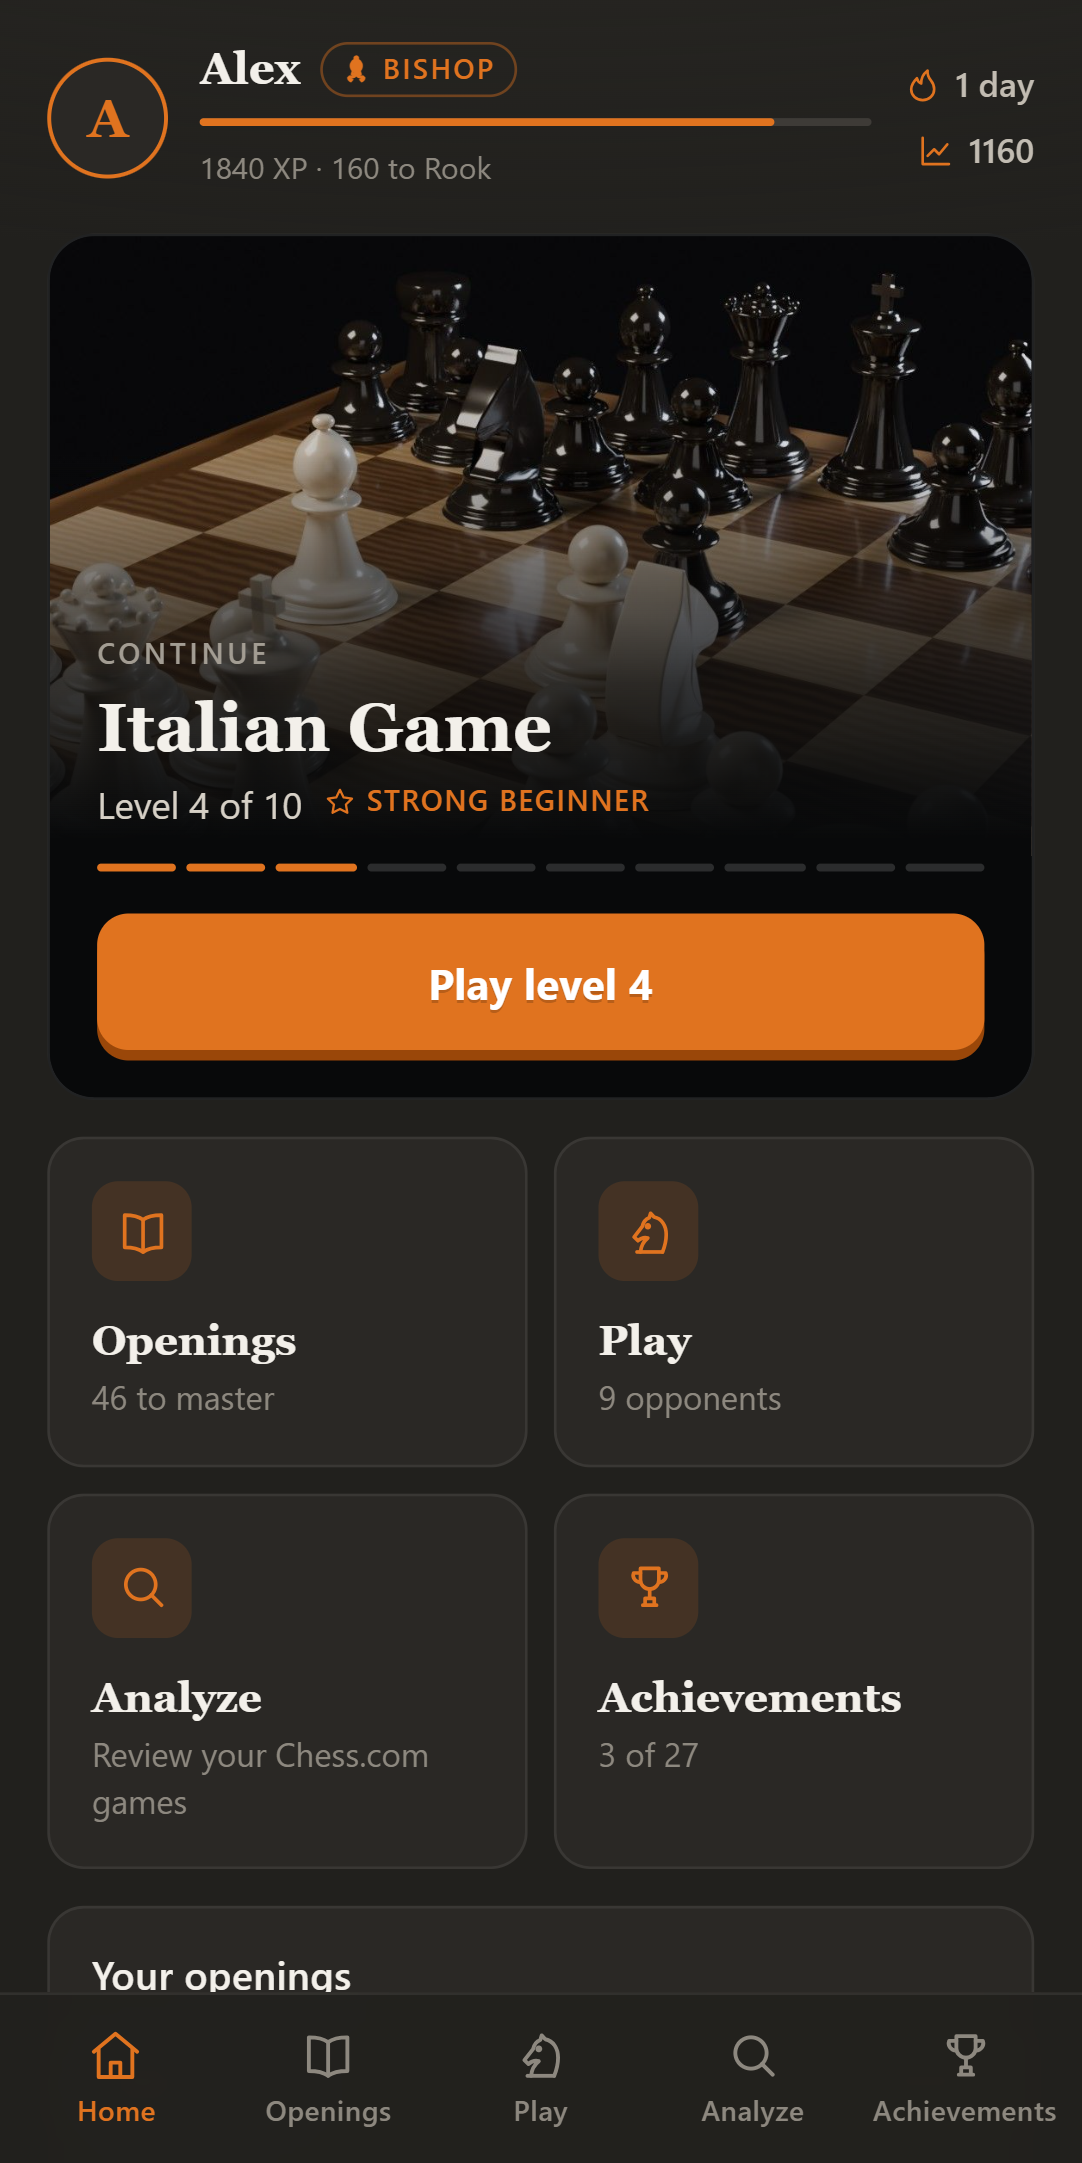 A
Alex
BISHOP
1840 XP · 160 to Rook
1 day
1160
CONTINUE
Italian Game
Level 4 of 10
STRONG BEGINNER
Play level 4
Openings
46 to master
Play
9 opponents
Analyze
Review your Chess.com
games
Achievements
3 of 27
Your openings
Home
Openings
Play
Analyze
Achievements